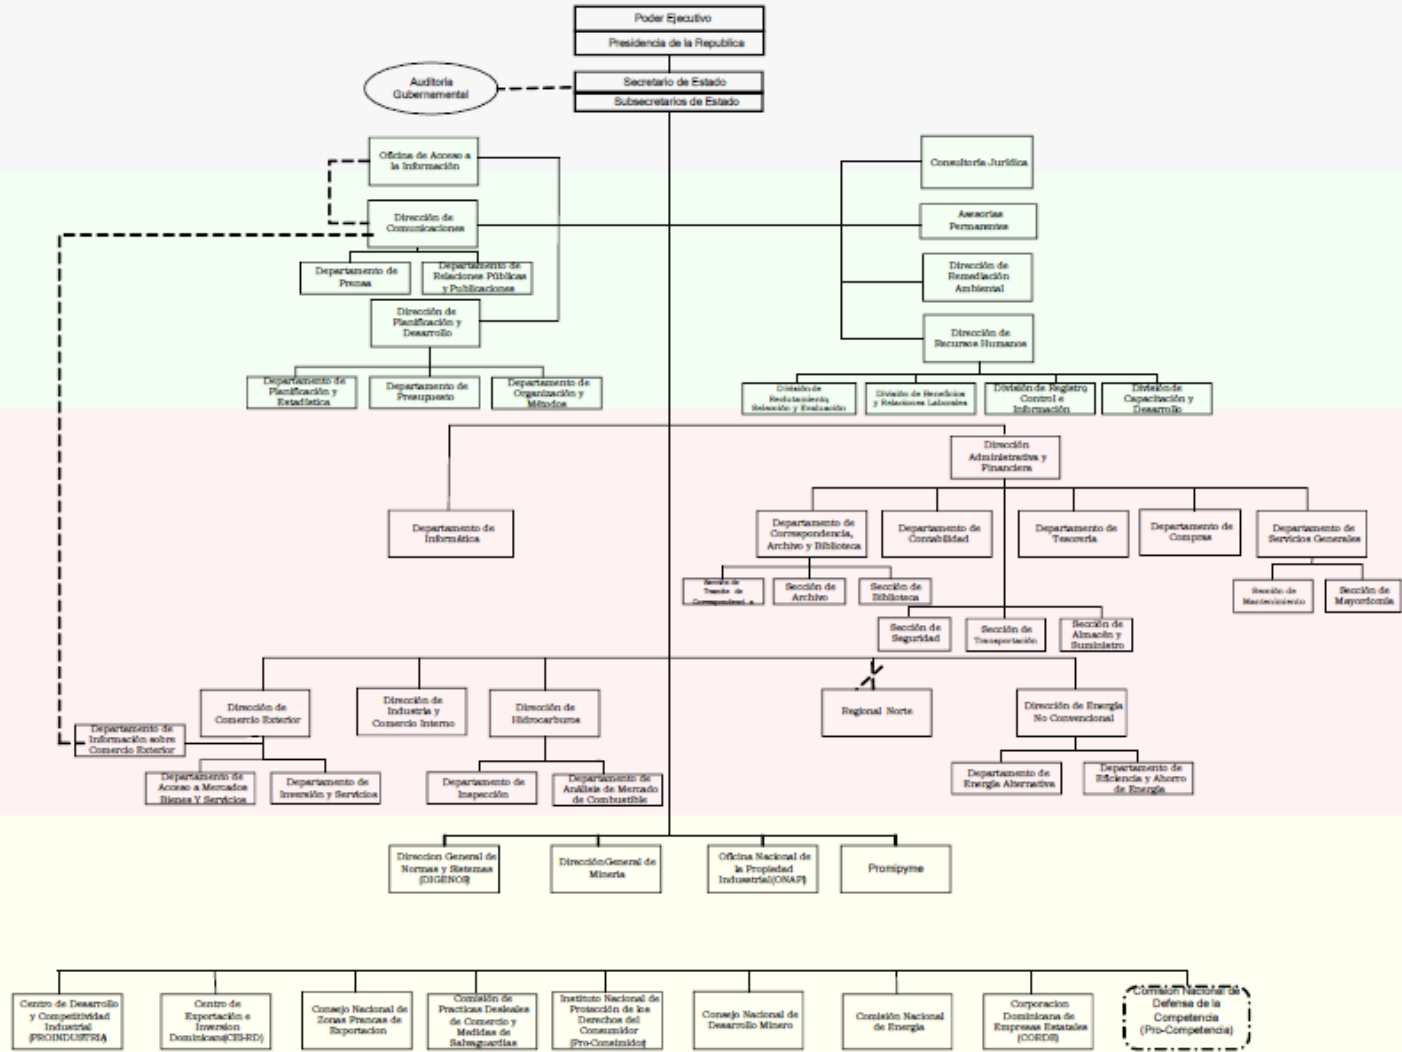 Poder Ejecutivo
Presidencia de la Republica
Auditoria
Gubernamental
Secretario de Estado
Subsecretarios de Estado
Oficina de Acceso a
la Información
Consultoría Jurídica
Dirección de
Comunicaciones
Asesorías
Permanentes
Departamento de
Prensa
Departamento de
Relaciones Públicas
y Publicaciones
Dirección de
Remediación
Ambiental
Dirección de
Planificación y
Desarrollo
Dirección de
Recursos Humanos
Departamento de
Planificación y
Estadística
Departamento de
Presupuesto
Departamento de
Organización y
Métodos
División de
Reclutamiento,
Selección y Evaluación
División de Beneficios
y Relaciones Laborales
División de Registro,
Control e
Información
División de
Capacitación y
Desarrollo
Dirección
Administrativa y
Financiera
Departamento de
Informática
Departamento de
Correspondencia,
Archivo y Biblioteca
Departamento de
Contabilidad
Departamento de
Tesorería
Departamento de
Compras
Departamento de
Servicios Generales
Sección de
Tramite de
Sección de
Archivo
Sección de
Biblioteca
Sección de
Mantenimiento
Sección de
Mayordomía
Sección de
Seguridad
Sección de
Transportación
Sección de
Almacén y
Suministro
Dirección de
Comercio Exterior
Dirección de
Industria y
Comercio Interno
Dirección de
Hidrocarburos
Regional Norte
Dirección de Energía
No Convencional
Departamento de
Información sobre
Comercio Exterior
Departamento de
Acceso a Mercados
Bienes Y Servicios
Departamento de
Inversión y Servicios
Departamento de
Inspección
Departamento de
Análisis de Mercado
de Combustible
Departamento de
Energía Alternativa
Departamento de
Eficiencia y Ahorro
de Energía
Direccion General de
Normas y Sistemas
(DIGENOR)
Dirección General de
Minería
Oficina Nacional de
la Propiedad
Industrial(ONAPI)
Promipyme
Centro de Desarrollo
y Competitividad
Industrial
(PROINDUSTRIA)
Centro de
Exportación e
Inversion
Dominicana(CEI-RD)
Consejo Nacional de
Zonas Francas de
Exportacion
Comisión de
Practicas Desleales
de Comercio y
Medidas de
Salvaguardias
Instituto Nacional de
Protección de los
Derechos del
Consumidor
(Pro-Consimidor)
Consejo Nacional de
Desarrollo Minero
Comisión Nacional
de Energía
Corporacion
Dominicana de
Empresas Estatales
(CORDE)
Comision Nacional de
Defensa de la
Competencia
(Pro-Competencia)